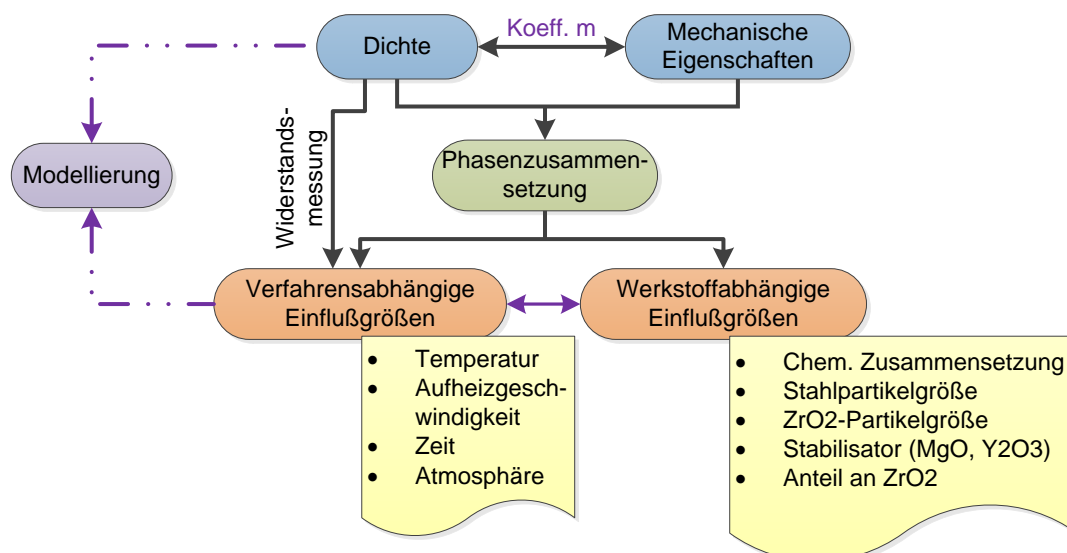 Dichte
Koeff. m
Mechanische
Eigenschaften
Widerstands-
messung
Modellierung
Phasenzusammen-
setzung
Verfahrensabhängige
Einflußgrößen
Werkstoffabhängige
Einflußgrößen
• Temperatur
• Aufheizgesch-
windigkeit
• Zeit
• Atmosphäre
• Chem. Zusammensetzung
• Stahlpartikelgröße
• ZrO2-Partikelgröße
• Stabilisator (MgO, Y2O3)
• Anteil an ZrO2